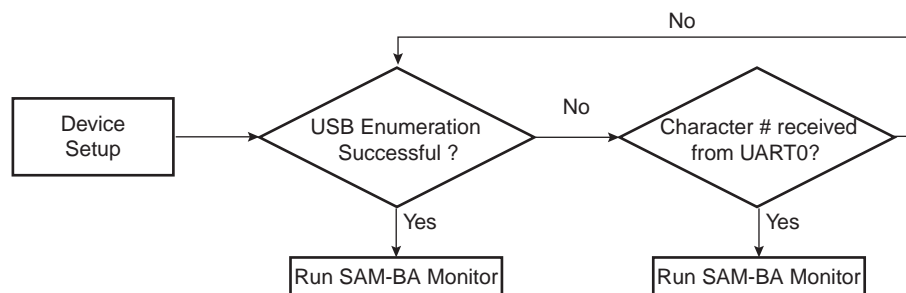 No
Device
Setup
USB Enumeration
Successful ?
No
Character # received
from UART0?
Yes
Yes
Run SAM-BA Monitor
Run SAM-BA Monitor